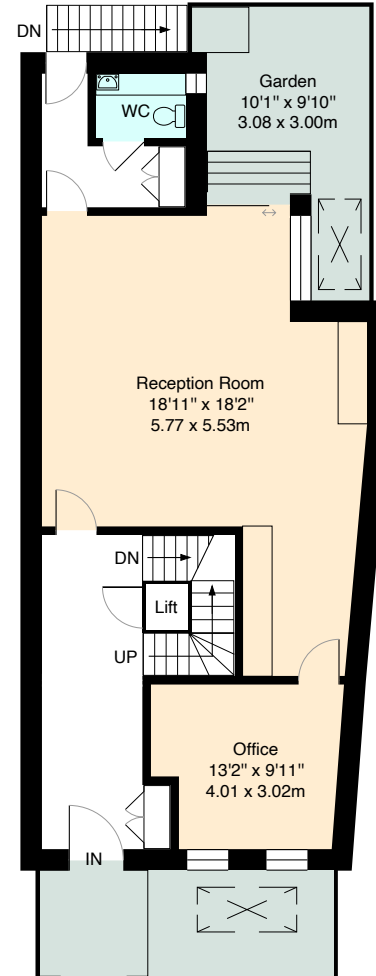 DN
WC
Garden
10'1" x 9'10"
3.08 x 3.00m
Reception Room
18'11" x 18'2"
5.77 x 5.53m
DN
Lift
UP
Office
13'2" x 9'11"
4.01 x 3.02m
IN